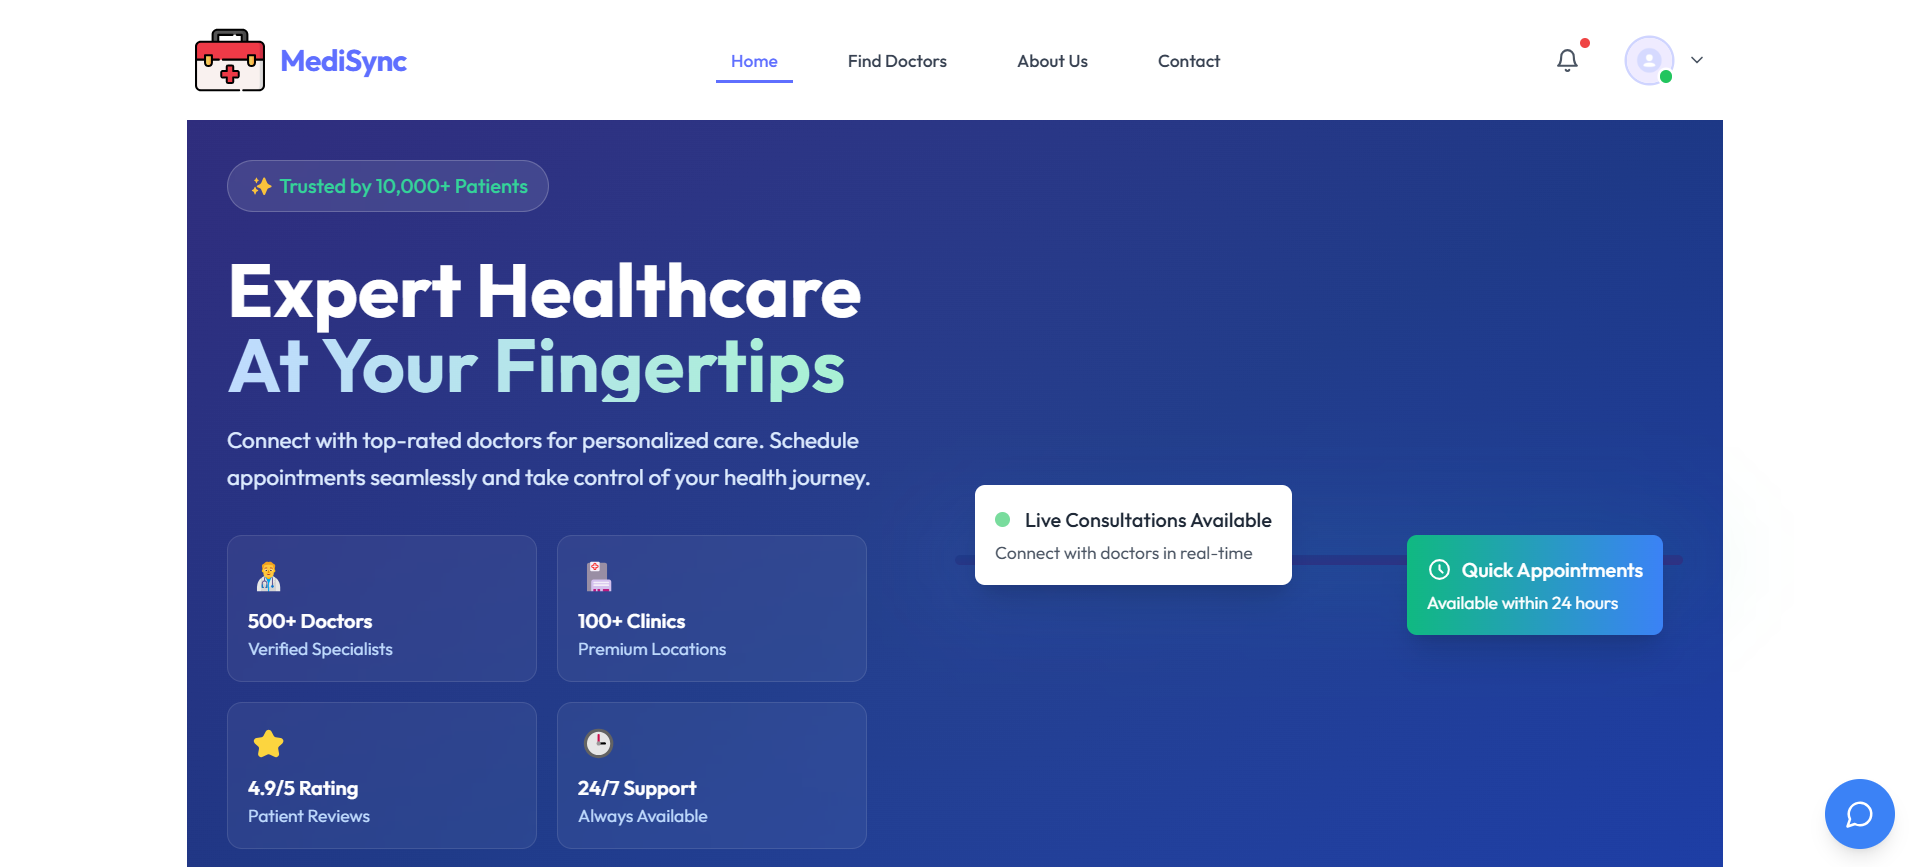 MediSync
Home
Find Doctors
About Us
Contact
✨ Trusted by 10,000+ Patients
Expert Healthcare
At Your Fingertips
Connect with top-rated doctors for personalized care. Schedule
appointments seamlessly and take control of your health journey.
500+ Doctors
Verified Specialists
100+ Clinics
Premium Locations
4.9/5 Rating
Patient Reviews
24/7 Support
Always Available
Live Consultations Available
Connect with doctors in real-time
Quick Appointments
Available within 24 hours